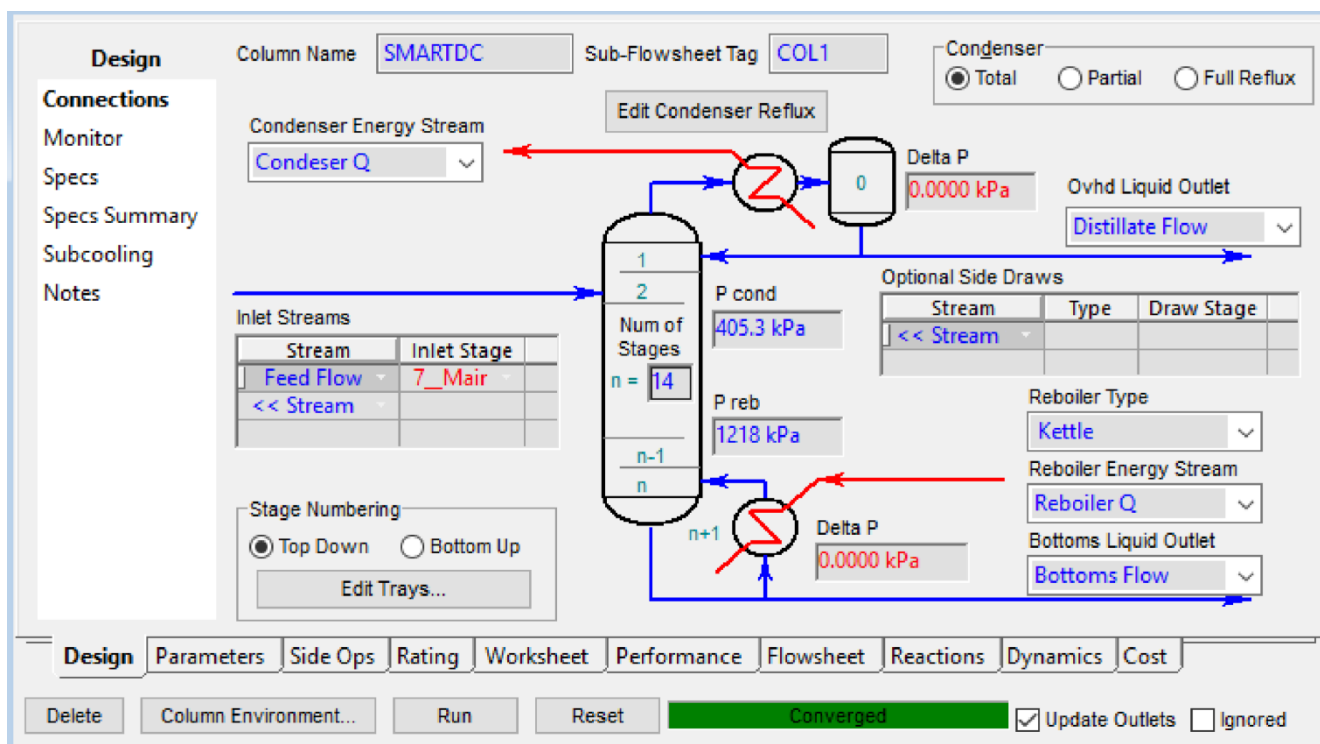 Design
Column Name SMARTDC Sub-Flowsheet Tag COL1
Condenser
Total Partial Full Reflux
Connections
Monitor
Specs
Specs Summary
Subcooling
Notes
Edit Condenser Reflux
Condenser Energy Stream
Condeser Q
0
Delta P
0.0000 kPa
Ovhd Liquid Outlet
Distillate Flow
1
2
Num of
Stages
n = 14
n-1
n
n+1
P cond
405.3 kPa
P reb
1218 kPa
Optional Side Draws
Stream Type Draw Stage
<< Stream
Inlet Streams
Stream Inlet Stage
Feed Flow 7__Mair
<< Stream
Reboiler Type
Kettle
Reboiler Energy Stream
Reboiler Q
Delta P
0.0000 kPa
Bottoms Liquid Outlet
Bottoms Flow
Stage Numbering
Top Down Bottom Up
Edit Trays...
Design Parameters Side Ops Rating Worksheet Performance Flowsheet Reactions Dynamics Cost
Delete Column Environment... Run Reset Converged Update Outlets Ignored